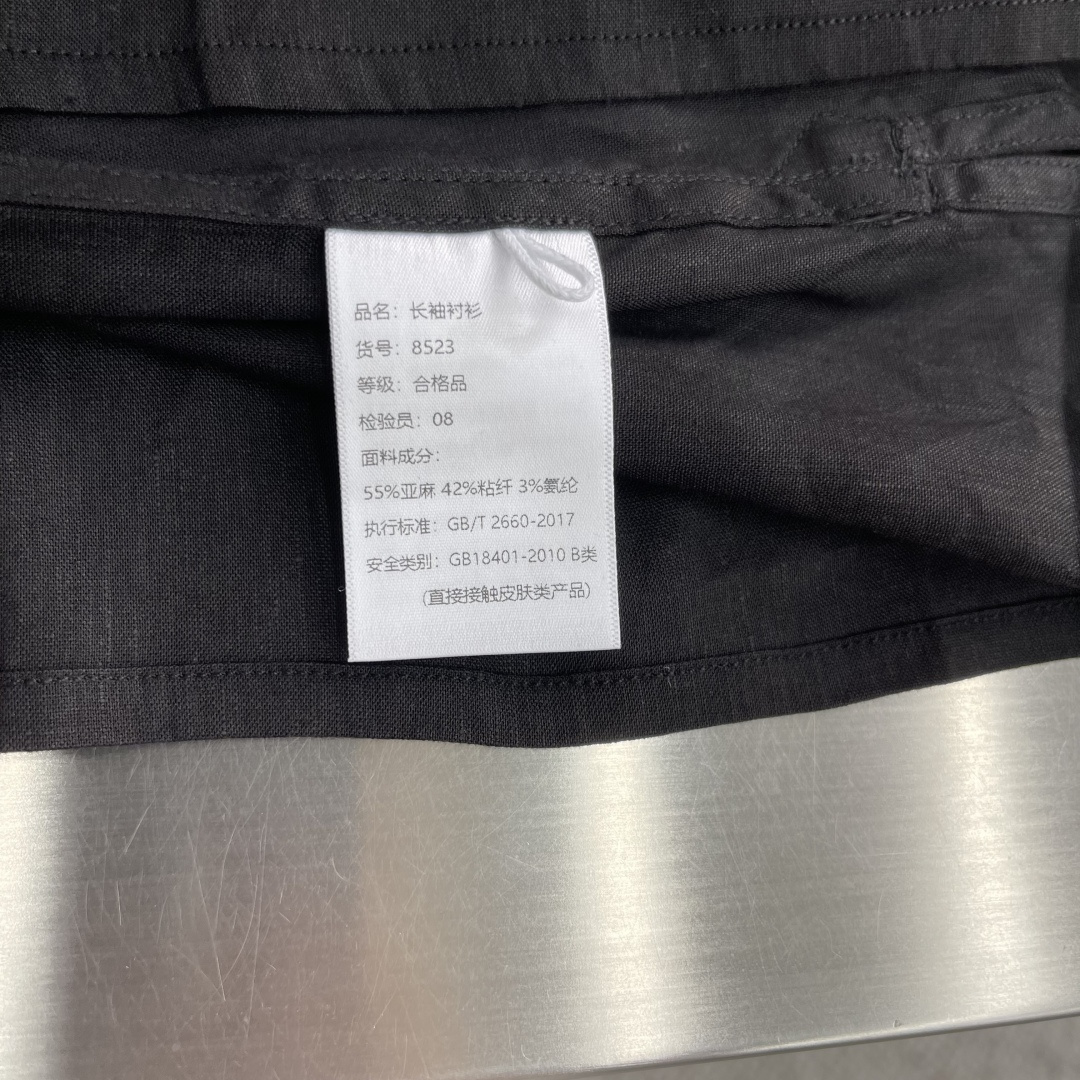 品名：长袖衬衫
货号：8523
等级：合格品
检验员：08
面料成分：
55%亚麻 42%粘纤 3%氨纶
执行标准：GB/T 2660-2017
安全类别：GB18401-2010 B类
(直接接触皮肤类产品)